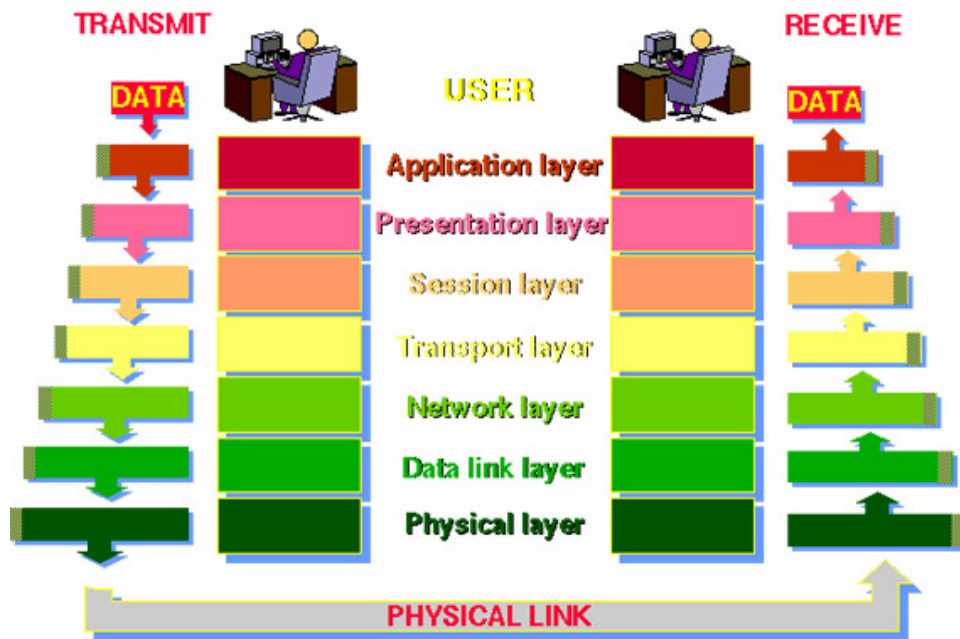 TRANSMIT
RECEIVE
USER
DATA
DATA
Application layer
Presentation layer
Session layer
Transport layer
Network layer
Data link layer
Physical layer
PHYSICAL LINK